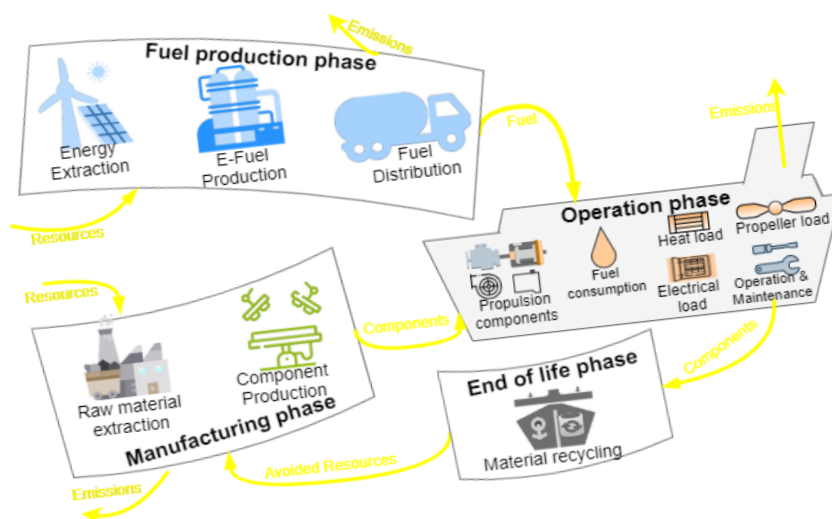 Emissions
Fuel production phase
Energy
Extraction
E-Fuel
Production
Fuel
Distribution
Fuel
Emissions
Resources
Operation phase
Propulsion
components
Fuel
consumption
Heat load
Electrical
load
Propeller load
Operation &
Maintenance
Resources
Raw material
extraction
Component
Production
Manufacturing phase
Components
Components
End of life phase
Material recycling
Avoided Resources
Emissions